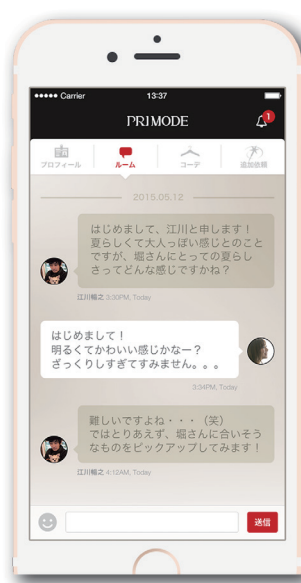 Carrier 13:37
PRIMODE
1
プロフィール ルーム コーデ 追加依頼
2015.05.12
はじめまして、江川と申します！
夏らしくて大人っぽい感じとのこと
ですが、堀さんにとっての夏らし
さってどんな感じですかね？
江川暢之 3:30PM, Today
はじめまして！
明るくてかわいい感じかなー？
ざっくりしすぎてすみません。。。
3:34PM, Today
難しいですよね・・・（笑）
ではとりあえず、堀さんに合いそう
なものをピックアップしてみます！
江川暢之 4:12AM, Today
送信